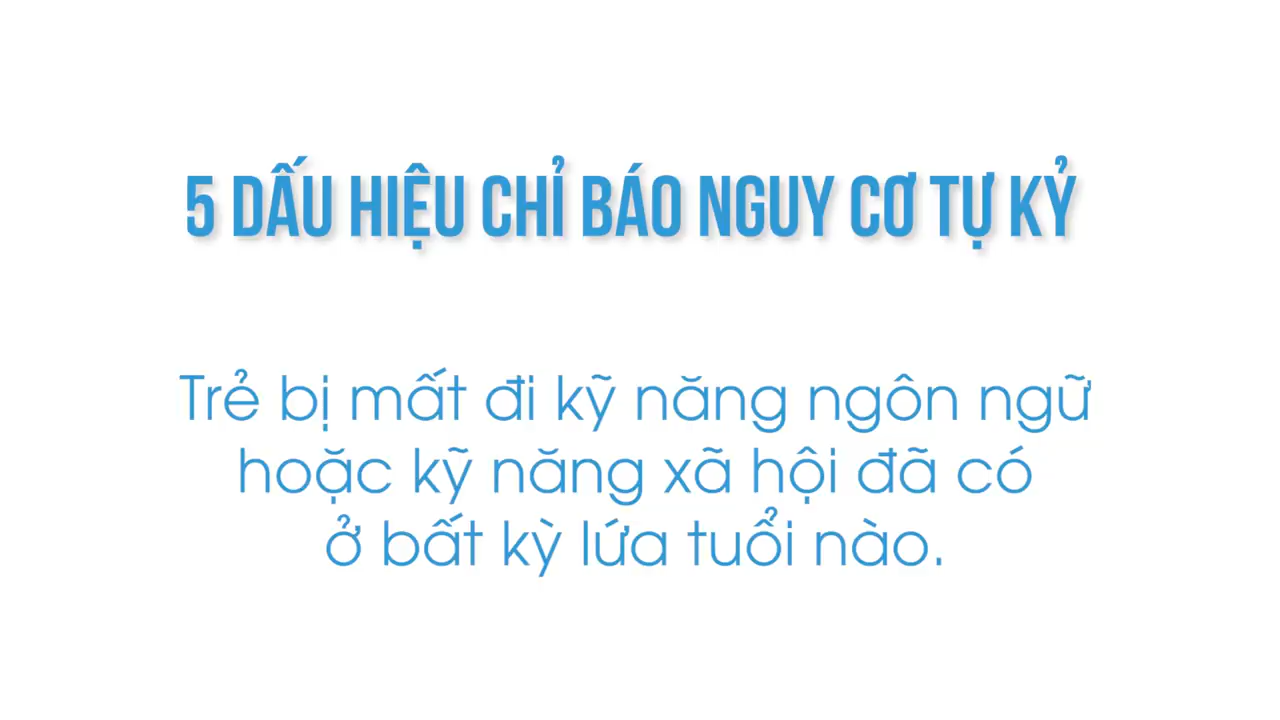 5 DẤU HIỆU CHỈ BÁO NGUY CƠ TỰ KỶ
Trẻ bị mất đi kỹ năng ngôn ngữ
hoặc kỹ năng xã hội đã có
ở bất kỳ lứa tuổi nào.